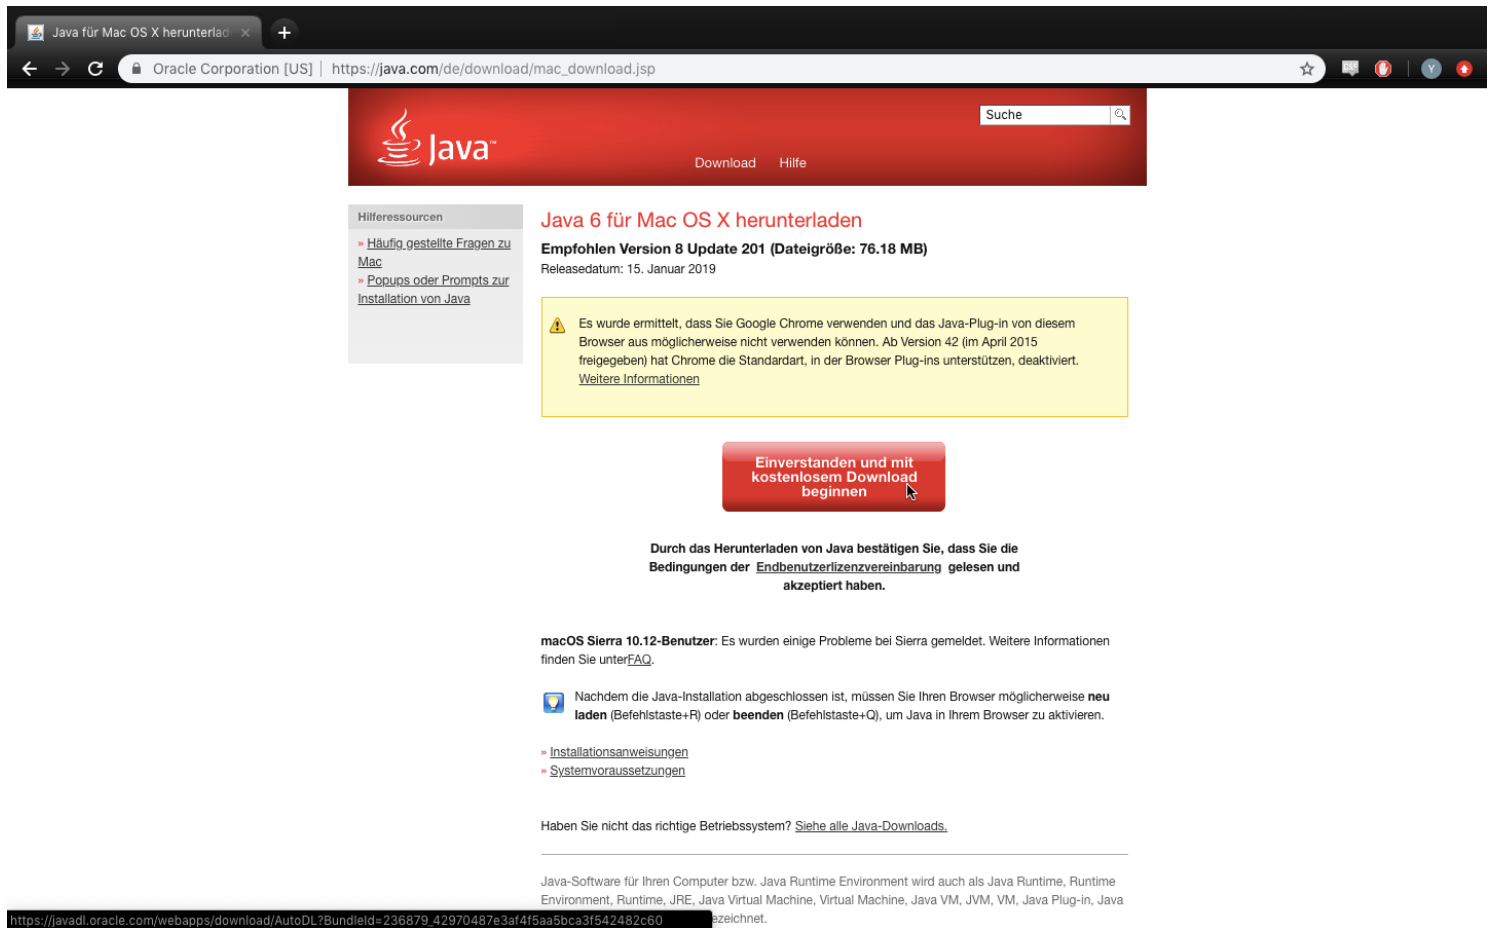 Java für Mac OS X herunterlad
Oracle Corporation [US] | https://java.com/de/download/mac_download.jsp
Y
Java™
Suche
Download Hilfe
Hilferessourcen
» Häufig gestellte Fragen zu
Mac
» Popups oder Prompts zur
Installation von Java
Java 6 für Mac OS X herunterladen
Empfohlen Version 8 Update 201 (Dateigröße: 76.18 MB)
Releasedatum: 15. Januar 2019
Es wurde ermittelt, dass Sie Google Chrome verwenden und das Java-Plug-in von diesem
Browser aus möglicherweise nicht verwenden können. Ab Version 42 (im April 2015
freigegeben) hat Chrome die Standardart, in der Browser Plug-ins unterstützen, deaktiviert.
Weitere Informationen
Einverstanden und mit
kostenlosem Download
beginnen
Durch das Herunterladen von Java bestätigen Sie, dass Sie die
Bedingungen der Endbenutzerlizenzvereinbarung gelesen und
akzeptiert haben.
macOS Sierra 10.12-Benutzer: Es wurden einige Probleme bei Sierra gemeldet. Weitere Informationen
finden Sie unterFAQ.
Nachdem die Java-Installation abgeschlossen ist, müssen Sie Ihren Browser möglicherweise neu
laden (Befehlstaste+R) oder beenden (Befehlstaste+Q), um Java in Ihrem Browser zu aktivieren.
» Installationsanweisungen
» Systemvoraussetzungen
Haben Sie nicht das richtige Betriebssystem? Siehe alle Java-Downloads.
Java-Software für Ihren Computer bzw. Java Runtime Environment wird auch als Java Runtime, Runtime
Environment, Runtime, JRE, Java Virtual Machine, Virtual Machine, Java VM, JVM, VM, Java Plug-in, Java
ezeichnet.
https://javadl.oracle.com/webapps/download/AutoDL?BundleId=236879_42970487e3af4f5aa5bca3f542482c60